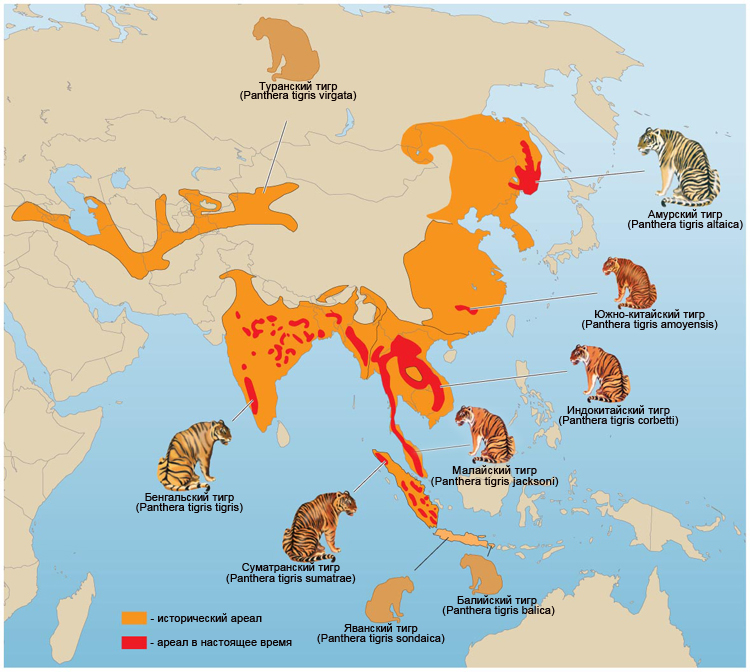 Туранский тигр
(Panthera tigris virgata)
Амурский тигр
(Panthera tigris altaica)
Южно-китайский тигр
(Panthera tigris amoyensis)
Индокитайский тигр
(Panthera tigris corbetti)
Малайский тигр
(Panthera tigris jacksoni)
Бенгальский тигр
(Panthera tigris tigris)
Суматранский тигр
(Panthera tigris sumatrae)
Балийский тигр
(Panthera tigris balica)
Яванский тигр
(Panthera tigris sondaica)
- исторический ареал
- ареал в настоящее время